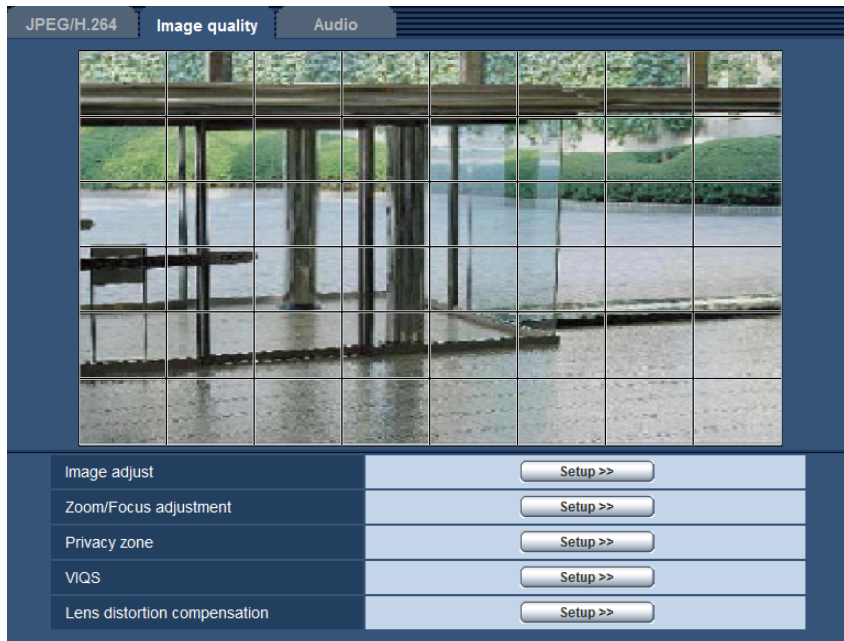 JPEG/H.264 Image quality Audio
Image adjust Setup >>
Zoom/Focus adjustment Setup >>
Privacy zone Setup >>
VIQS Setup >>
Lens distortion compensation Setup >>